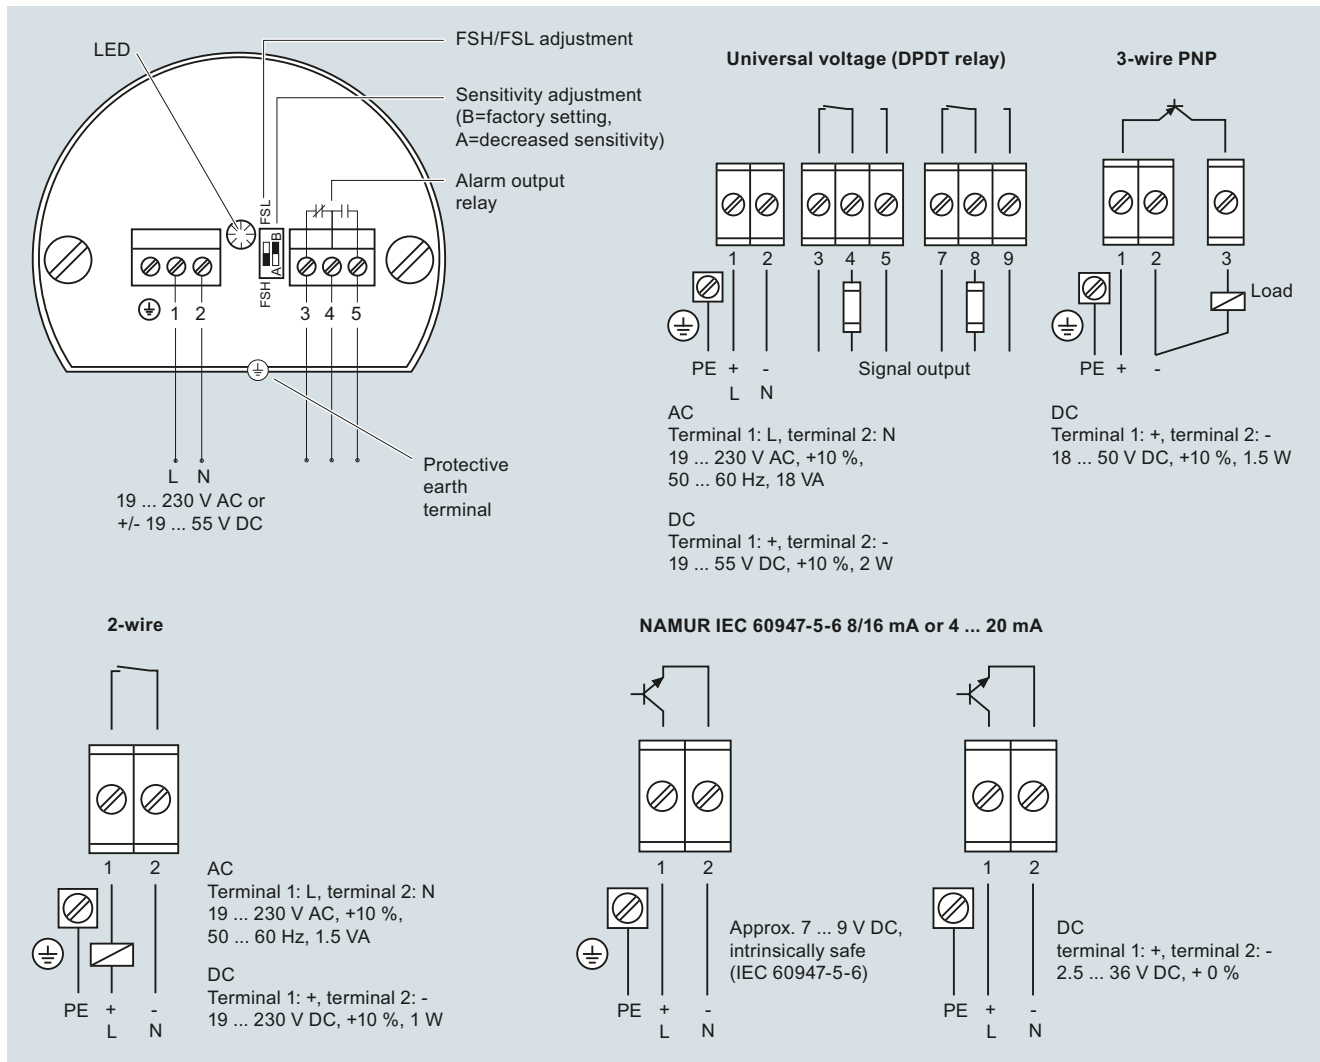 LED
FSH/FSL adjustment
Sensitivity adjustment
(B=factory setting,
A=decreased sensitivity)
Alarm output
relay
FSL
B
A
FSH
1 2
3 4 5
L N
19 ... 230 V AC or
+/- 19 ... 55 V DC
Protective
earth
terminal
Universal voltage (DPDT relay)
1 2 3 4 5 7 8 9
PE + -
L N
Signal output
AC
Terminal 1: L, terminal 2: N
19 ... 230 V AC, +10 %,
50 ... 60 Hz, 18 VA
DC
Terminal 1: +, terminal 2: -
19 ... 55 V DC, +10 %, 2 W
3-wire PNP
1 2 3
Load
PE + -
DC
Terminal 1: +, terminal 2: -
18 ... 50 V DC, +10 %, 1.5 W
2-wire
1 2
PE + -
L N
AC
Terminal 1: L, terminal 2: N
19 ... 230 V AC, +10 %,
50 ... 60 Hz, 1.5 VA
DC
Terminal 1: +, terminal 2: -
19 ... 230 V DC, +10 %, 1 W
NAMUR IEC 60947-5-6 8/16 mA or 4 ... 20 mA
1 2
PE + -
L N
Approx. 7 ... 9 V DC,
intrinsically safe
(IEC 60947-5-6)
1 2
PE + -
L N
DC
terminal 1: +, terminal 2: -
2.5 ... 36 V DC, + 0 %